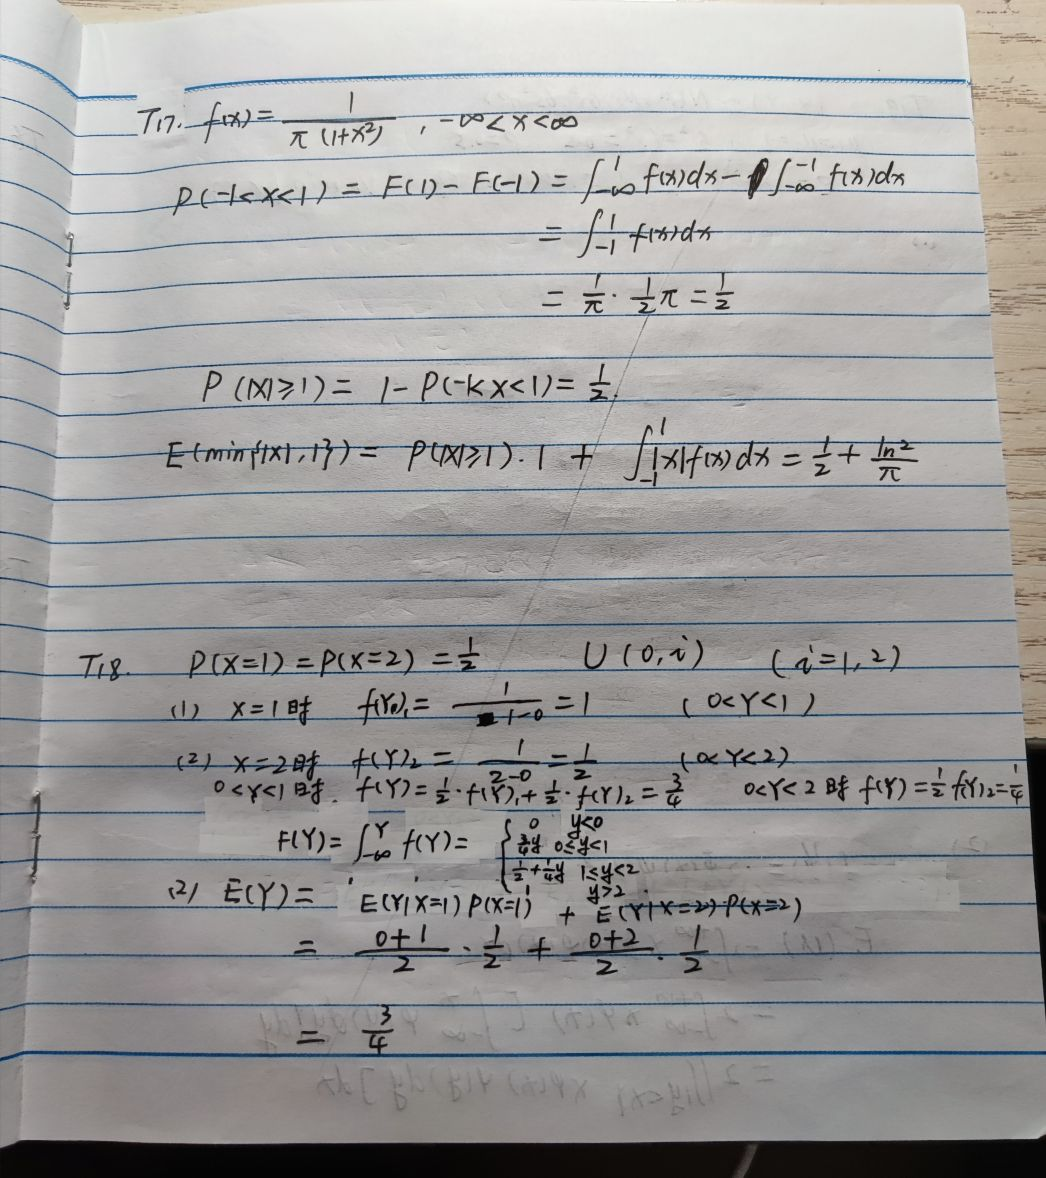 T17. f(x) = 1/(π(1+x²)), -∞<x<∞
P(-1<x<1) = F(1)-F(-1) = ∫_{-∞}^{1} f(x)dx - ∫_{-∞}^{-1} f(x)dx
= ∫_{-1}^{1} f(x)dx
= 1/π · 1/2 π = 1/2
P(|X|≥1) = 1-P(-1<X<1) = 1/2.
E(min{|X|,1}) = P(|X|≥1)·1 + ∫_{-1}^{1} |x|f(x)dx = 1/2 + ln2/π
T18. P(X=1) = P(X=2) = 1/2 U(0,i) (i=1,2)
(1) X=1时 f(Y)₁ = 1/(1-0) = 1 (0<Y<1)
(2) X=2时 f(Y)₂ = 1/(2-0) = 1/2 (0<Y<2)
0<Y<1时. f(Y) = 1/2·f(Y)₁ + 1/2·f(Y)₂ = 3/4 0<Y<2时 f(Y) = 1/2 f(Y)₂ = 1/4
F(Y) = ∫_{-∞}^{Y} f(Y) = { 0 y<0
3/4 y 0≤y<1
1/2 + 1/4 y 1≤y<2
y>2
(2) E(Y) = E(Y|X=1)P(X=1) + E(Y|X=2)·P(X=2)
= (0+1)/2 · 1/2 + (0+2)/2 · 1/2
= 3/4